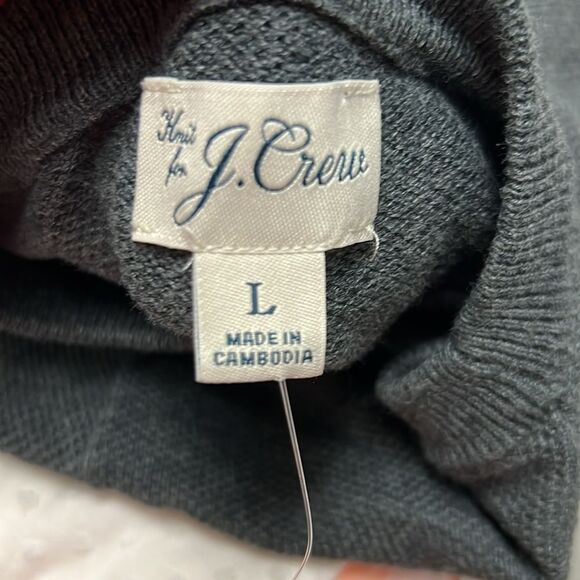 Knit
for J.Crew
L
MADE IN
CAMBODIA